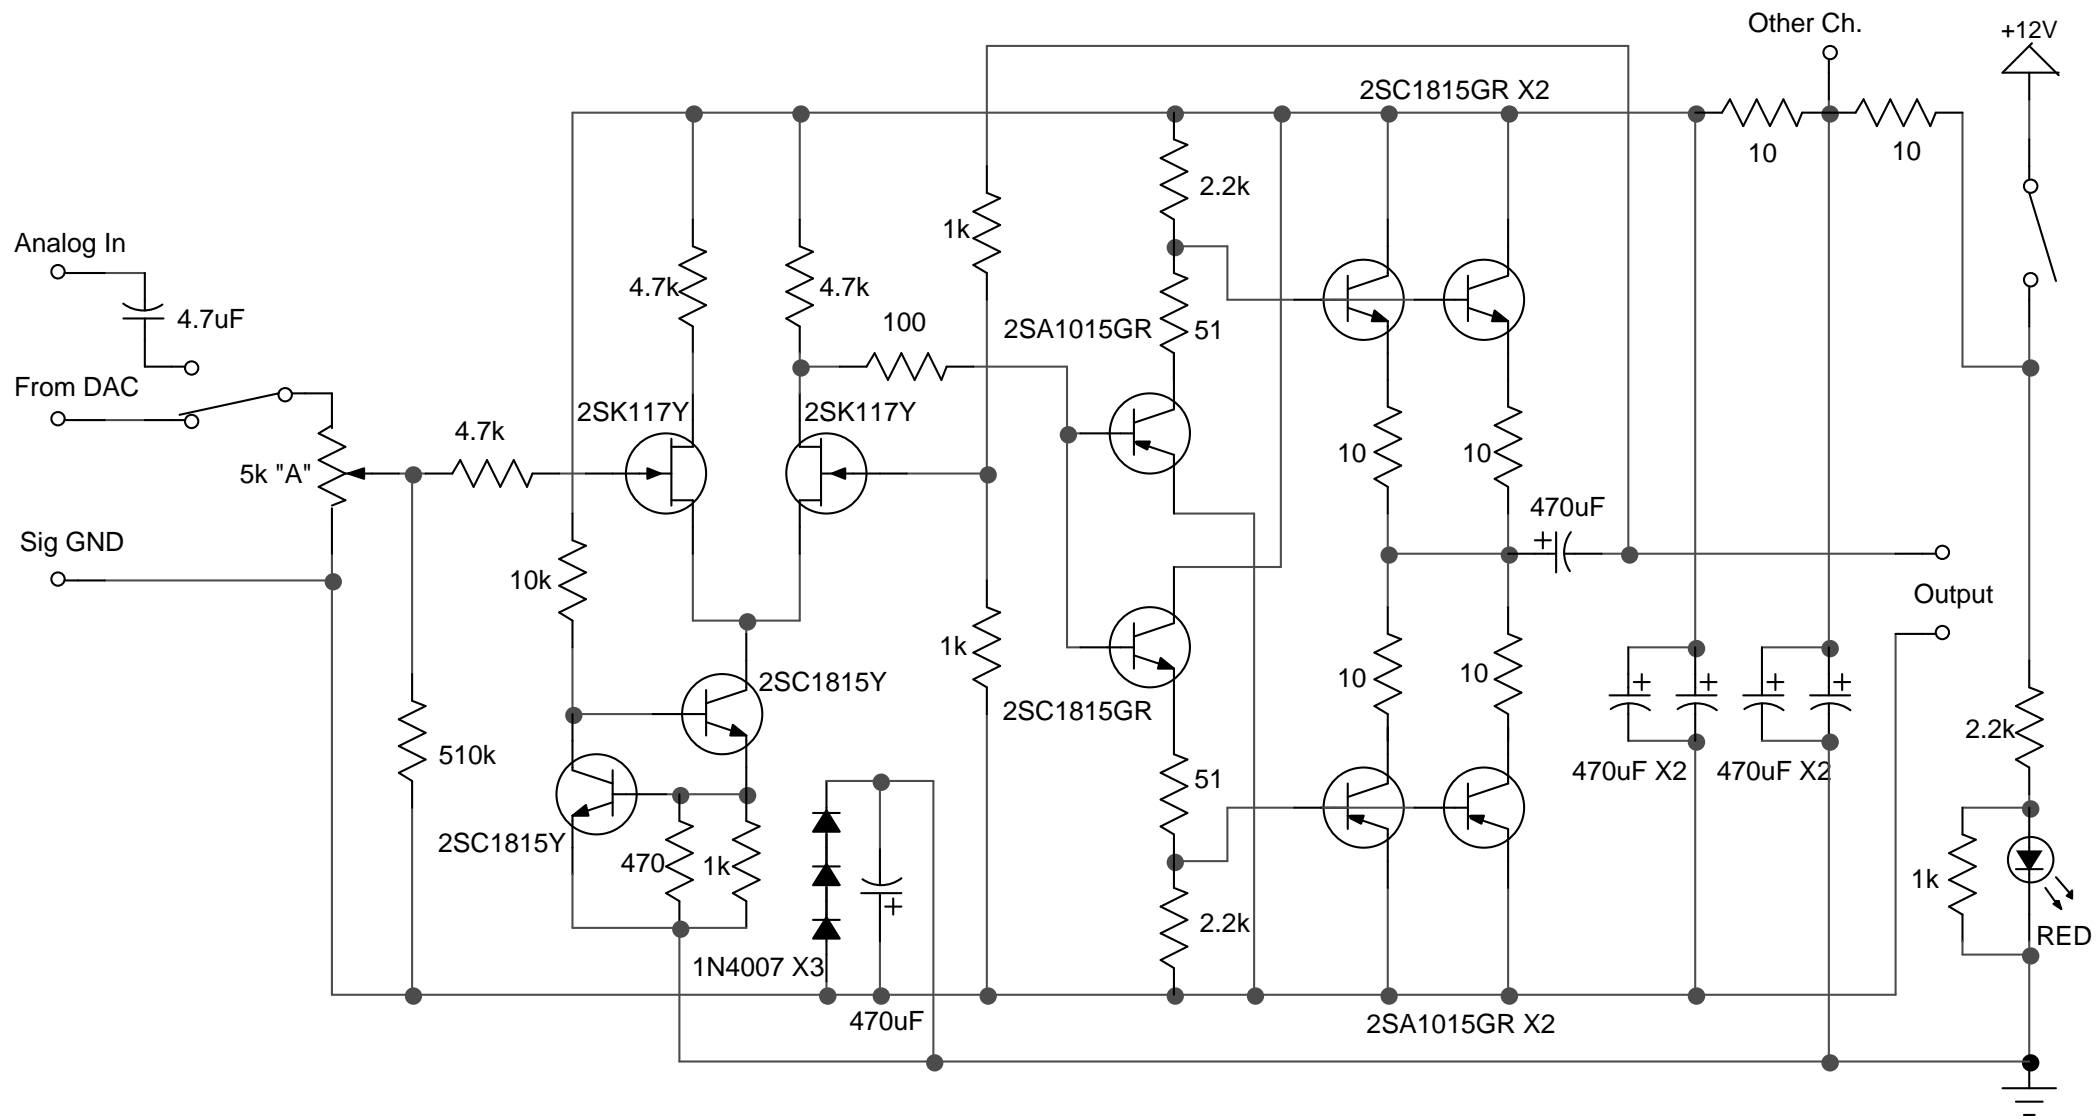 Other Ch.
+12V
2SC1815GR X2
10
10
2.2k
1k
Analog In
4.7k
4.7k
4.7uF
100
2SA1015GR
51
From DAC
2SK117Y
2SK117Y
4.7k
10
10
5k "A"
470uF
+
Sig GND
10k
Output
1k
10
10
2SC1815Y
+
+
+
+
2SC1815GR
510k
2.2k
470uF X2
470uF X2
51
2SC1815Y
470
1k
1k
+
2.2k
RED
1N4007 X3
470uF
2SA1015GR X2